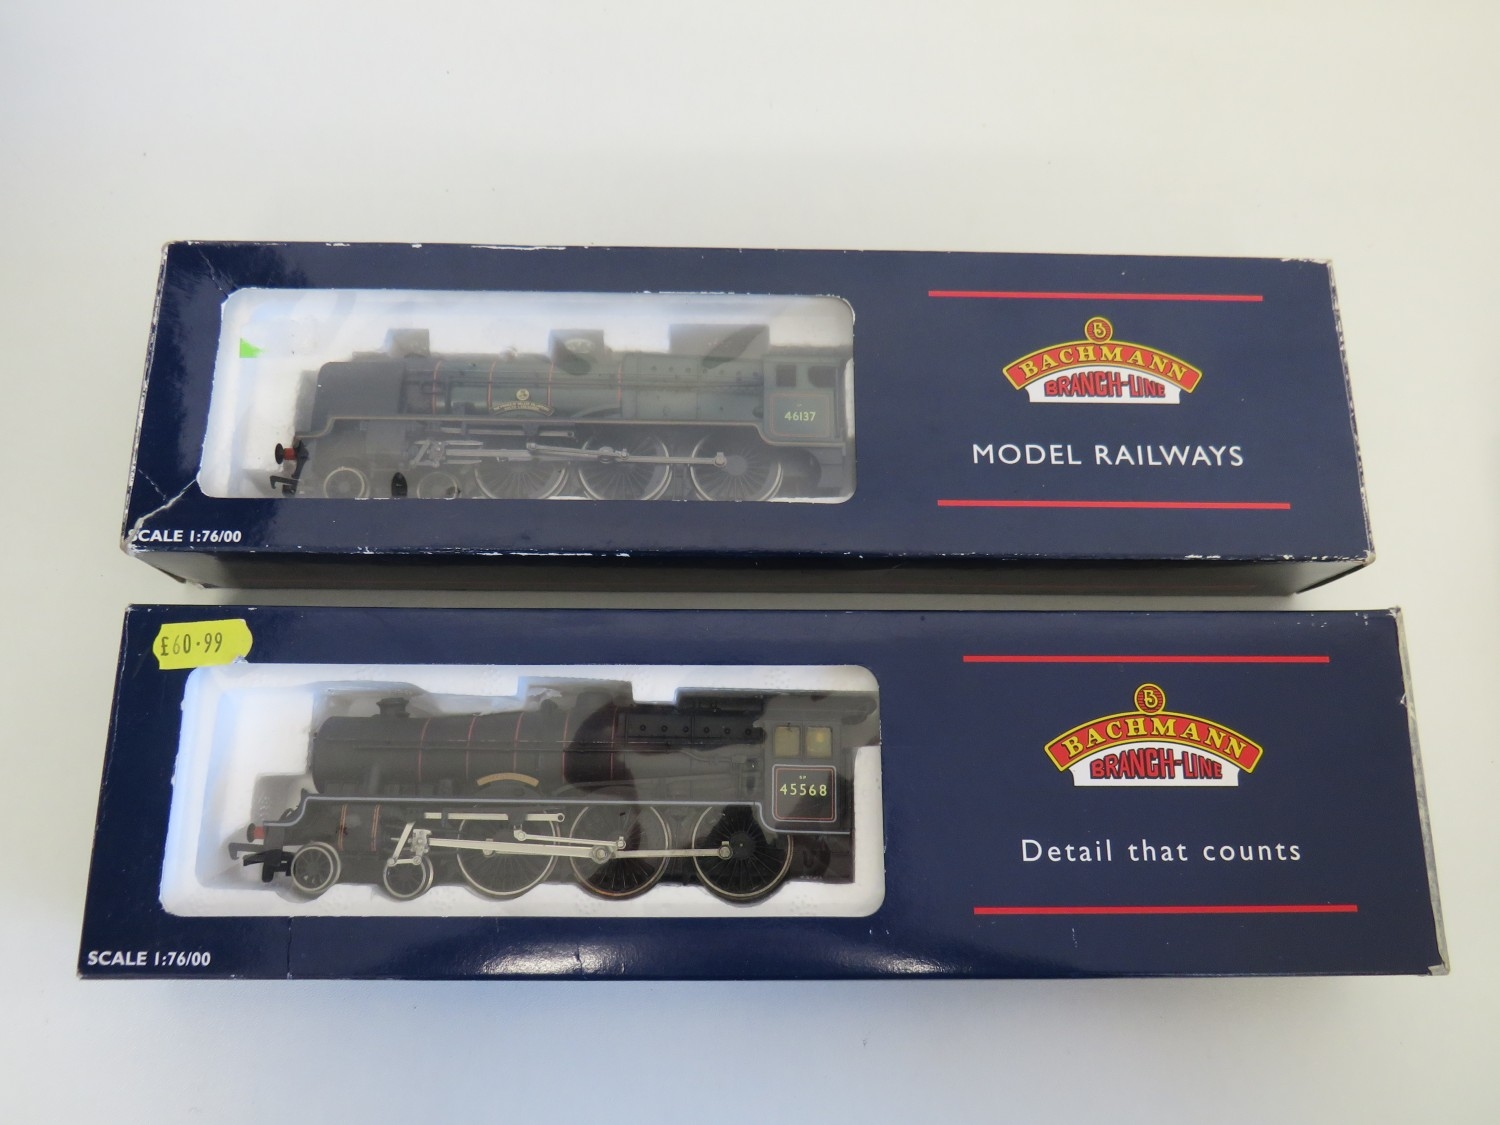 B
BACHMANN
BRANCH-LINE
46137
MODEL RAILWAYS
SCALE 1:76/00
£60.99
B
BACHMANN
BRANCH-LINE
45568
Detail that counts
SCALE 1:76/00